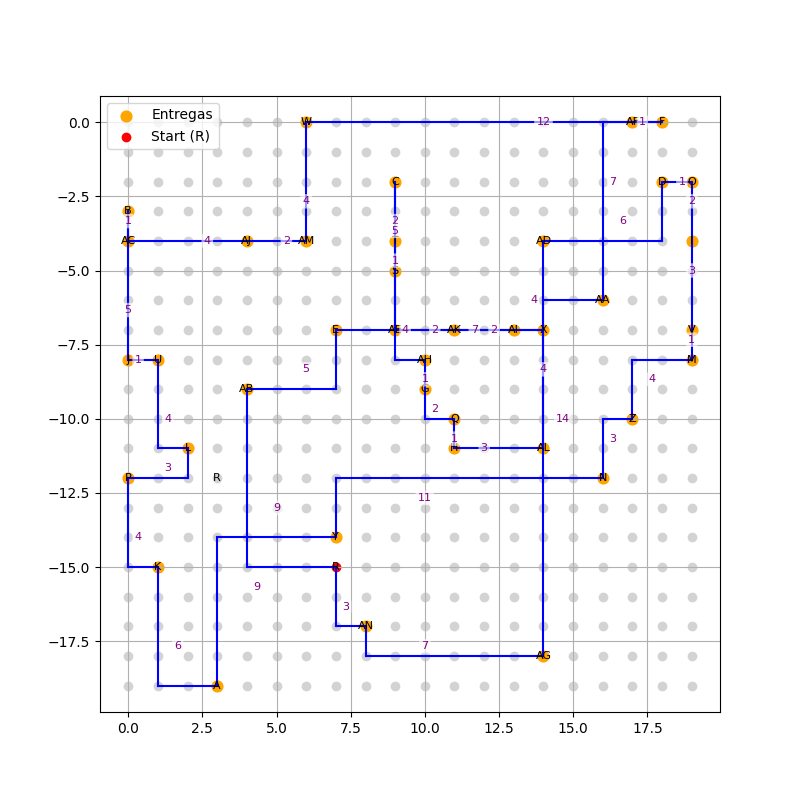 Entregas
Start (R)
0.0
−2.5
−5.0
−7.5
−10.0
−12.5
−15.0
−17.5
0.0 2.5 5.0 7.5 10.0 12.5 15.0 17.5
W 12 AF 1 F
C 7 D 1 O
4 2 2
B
1 2 6
5
AC 4 AJ 2 AM AD
1 3
S
5 4 AA
E AE 4 2 AK 7 2 AI X V
1
1 U AH M
5 4
1 4
AB G
4 2 Q 14 Z
1 3
L 3 AL
3
P R N
11
9
4 Y
K
9
3
AN
6 7 AG
A